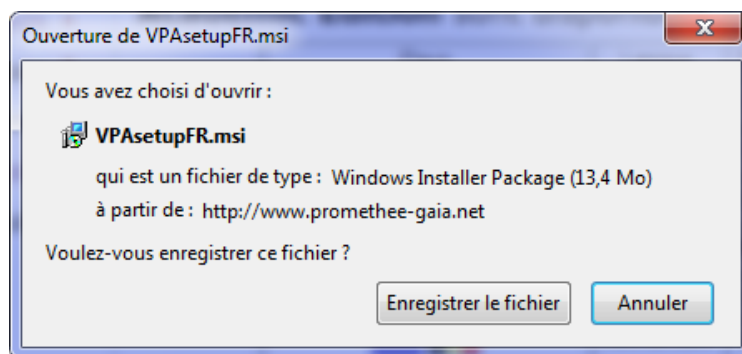 Ouverture de VPAsetupFR.msi
Vous avez choisi d'ouvrir :
VPAsetupFR.msi
qui est un fichier de type : Windows Installer Package (13,4 Mo)
à partir de : http://www.promethee-gaia.net
Voulez-vous enregistrer ce fichier ?
Enregistrer le fichier Annuler